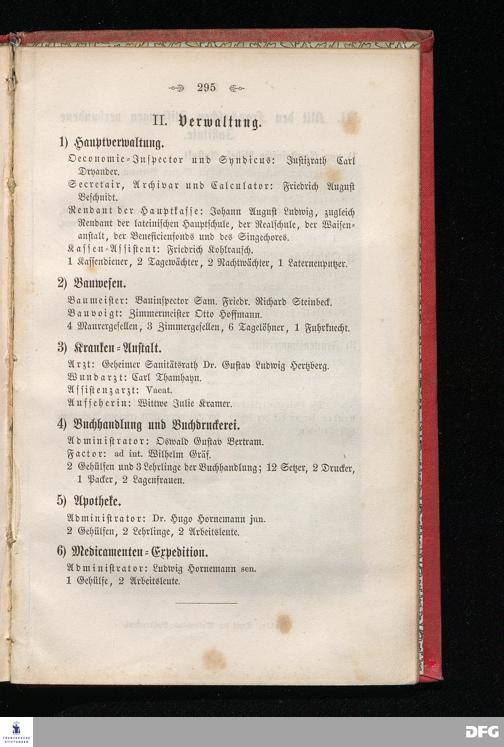 295
II. Verwaltung.
1) Hauptverwaltung.
Oeconomie-Inspector und Syndicus: Justizrath Carl
Dryander.
Secretair, Archivar und Calculator: Friedrich August
Beschnidt.
Rendant der Hauptkasse: Johann August Ludwig, zugleich
Rendant der lateinischen Hauptschule, der Realschule, der Waisen-
anstalt, der Beneficienfonds und des Singechores.
Kassen-Assistent: Friedrich Kohlrausch.
1 Kassendiener, 2 Tagewächter, 2 Nachtwächter, 1 Laternenputzer.
2) Bauwesen.
Baumeister: Bauinspector Sam. Friedr. Richard Steinbeck.
Bauvoigt: Zimmermeister Otto Hoffmann.
4 Maurergesellen, 3 Zimmergesellen, 6 Tagelöhner, 1 Fuhrknecht.
3) Kranken-Anstalt.
Arzt: Geheimer Sanitätsrath Dr. Gustav Ludwig Hertzberg.
Wundarzt: Carl Thamhayn.
Assistenzarzt: Vacat.
Aufseherin: Wittwe Julie Kramer.
4) Buchhandlung und Buchdruckerei.
Administrator: Oswald Gustav Bertram.
Factor: ad int. Wilhelm Gräf.
2 Gehülfen und 3 Lehrlinge der Buchhandlung; 12 Setzer, 2 Drucker,
1 Packer, 2 Lagenfrauen.
5) Apotheke.
Administrator: Dr. Hugo Hornemann jun.
2 Gehülfen, 2 Lehrlinge, 2 Arbeitsleute.
6) Medicamenten-Expedition.
Administrator: Ludwig Hornemann sen.
1 Gehülfe, 2 Arbeitsleute.
FRANCKESCHE
STIFTUNGEN
DFG